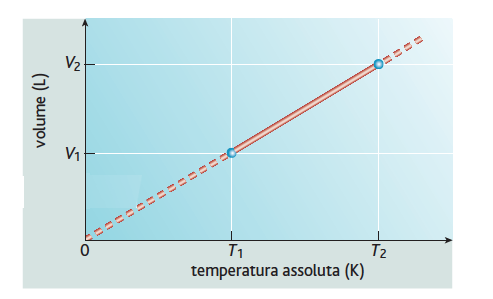 volume (L)
V2
V1
0
T1
T2
temperatura assoluta (K)